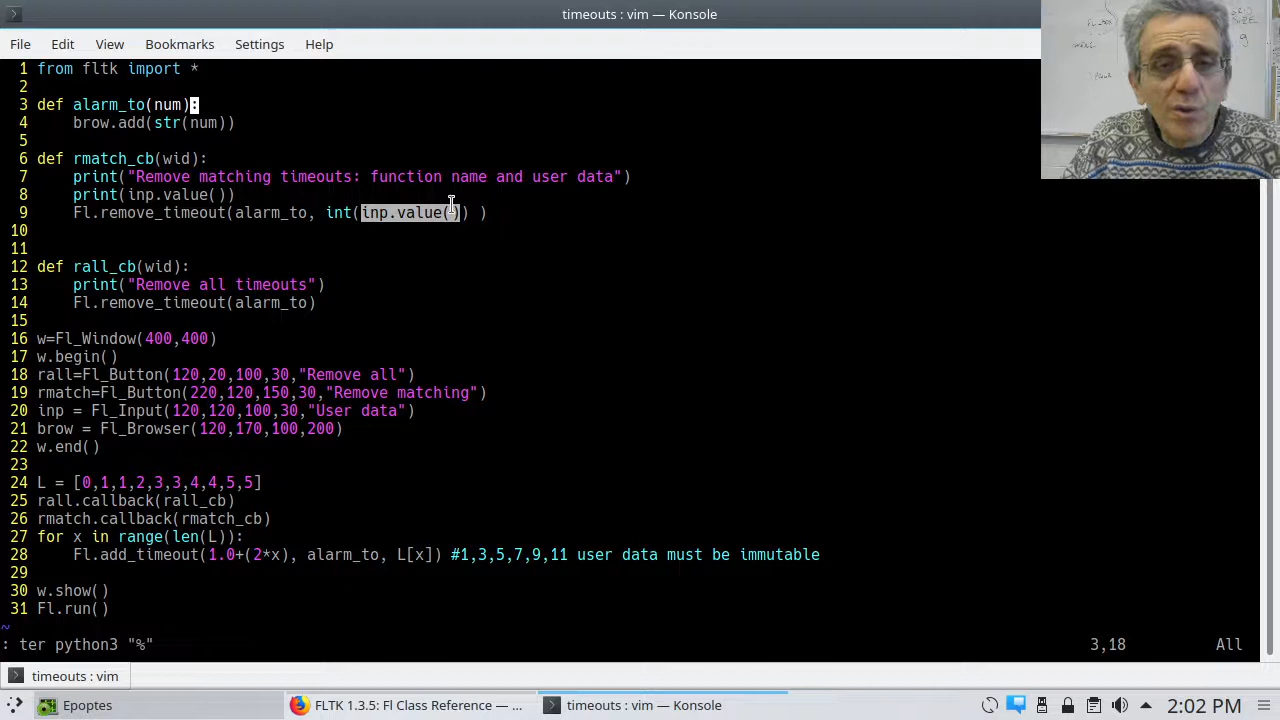 timeouts : vim — Konsole
File Edit View Bookmarks Settings Help
1 from fltk import *
2
3 def alarm_to(num):
4     brow.add(str(num))
5
6 def rmatch_cb(wid):
7     print("Remove matching timeouts: function name and user data")
8     print(inp.value())
9     Fl.remove_timeout(alarm_to, int(inp.value()) )
10
11
12 def rall_cb(wid):
13     print("Remove all timeouts")
14     Fl.remove_timeout(alarm_to)
15
16 w=Fl_Window(400,400)
17 w.begin()
18 rall=Fl_Button(120,20,100,30,"Remove all")
19 rmatch=Fl_Button(220,120,150,30,"Remove matching")
20 inp = Fl_Input(120,120,100,30,"User data")
21 brow = Fl_Browser(120,170,100,200)
22 w.end()
23
24 L = [0,1,1,2,3,3,4,4,5,5]
25 rall.callback(rall_cb)
26 rmatch.callback(rmatch_cb)
27 for x in range(len(L)):
28     Fl.add_timeout(1.0+(2*x), alarm_to, L[x]) #1,3,5,7,9,11 user data must be immutable
29
30 w.show()
31 Fl.run()
~
: ter python3 "%" 3,18 All
timeouts : vim
Epoptes FLTK 1.3.5: Fl Class Reference — ... timeouts : vim — Konsole 2:02 PM